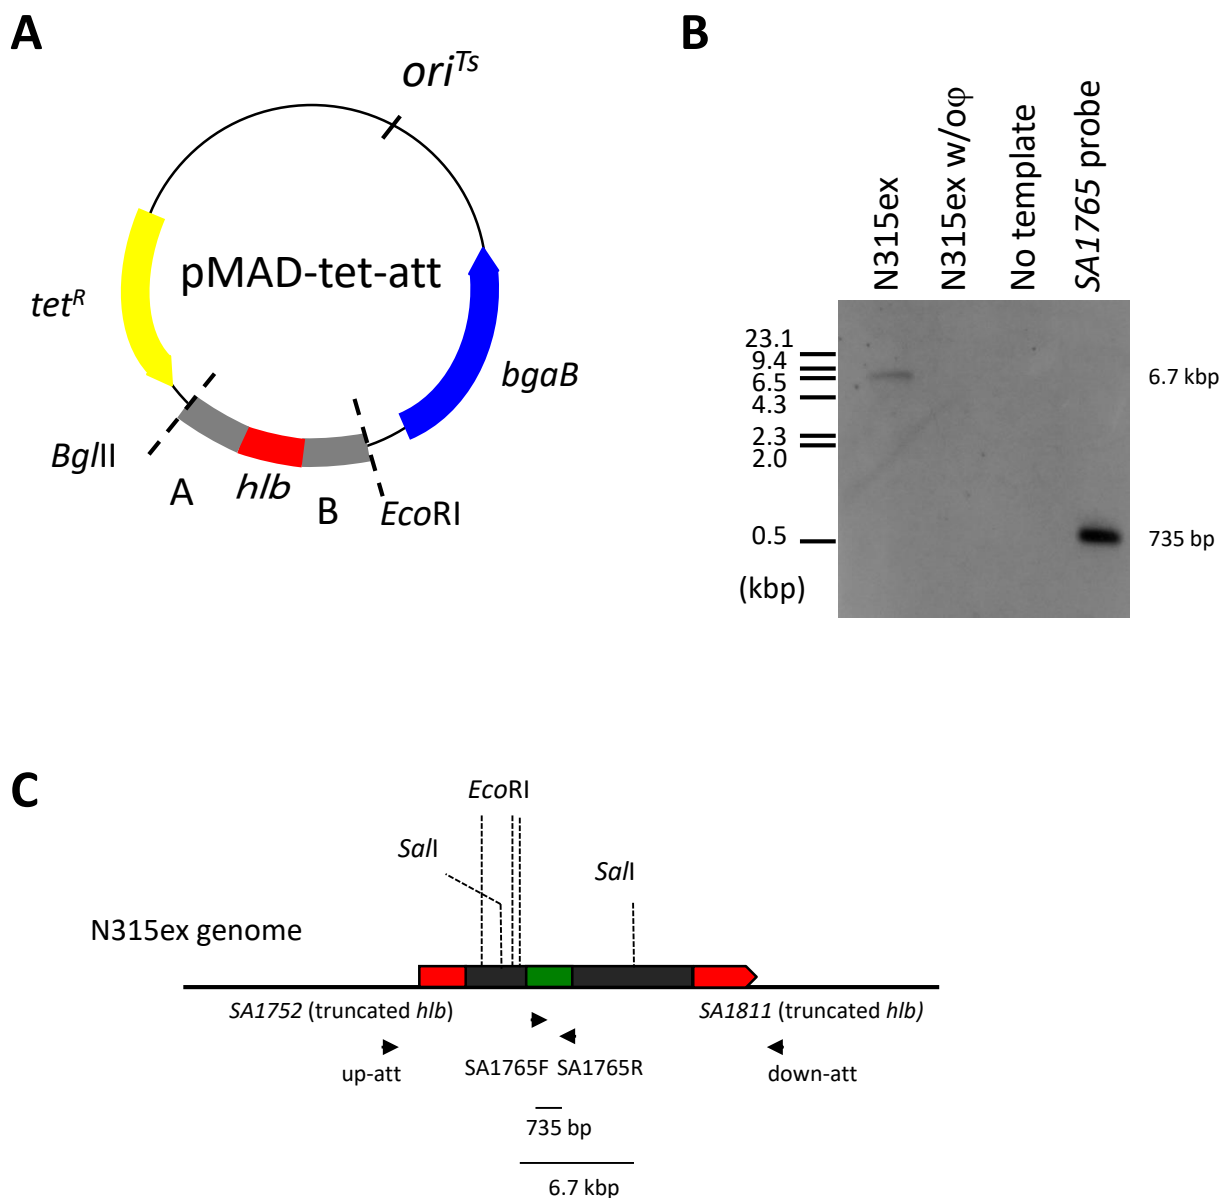 A
ori^Ts
pMAD-tet-att
tet^R
bgaB
BglII
A
hlb
B
EcoRI
B
N315ex
N315ex w/oφ
No template
SA1765 probe
23.1
9.4
6.5
4.3
2.3
2.0
0.5
(kbp)
6.7 kbp
735 bp
C
EcoRI
SalI
SalI
N315ex genome
SA1752 (truncated hlb)
SA1811 (truncated hlb)
up-att
SA1765F SA1765R
down-att
735 bp
6.7 kbp